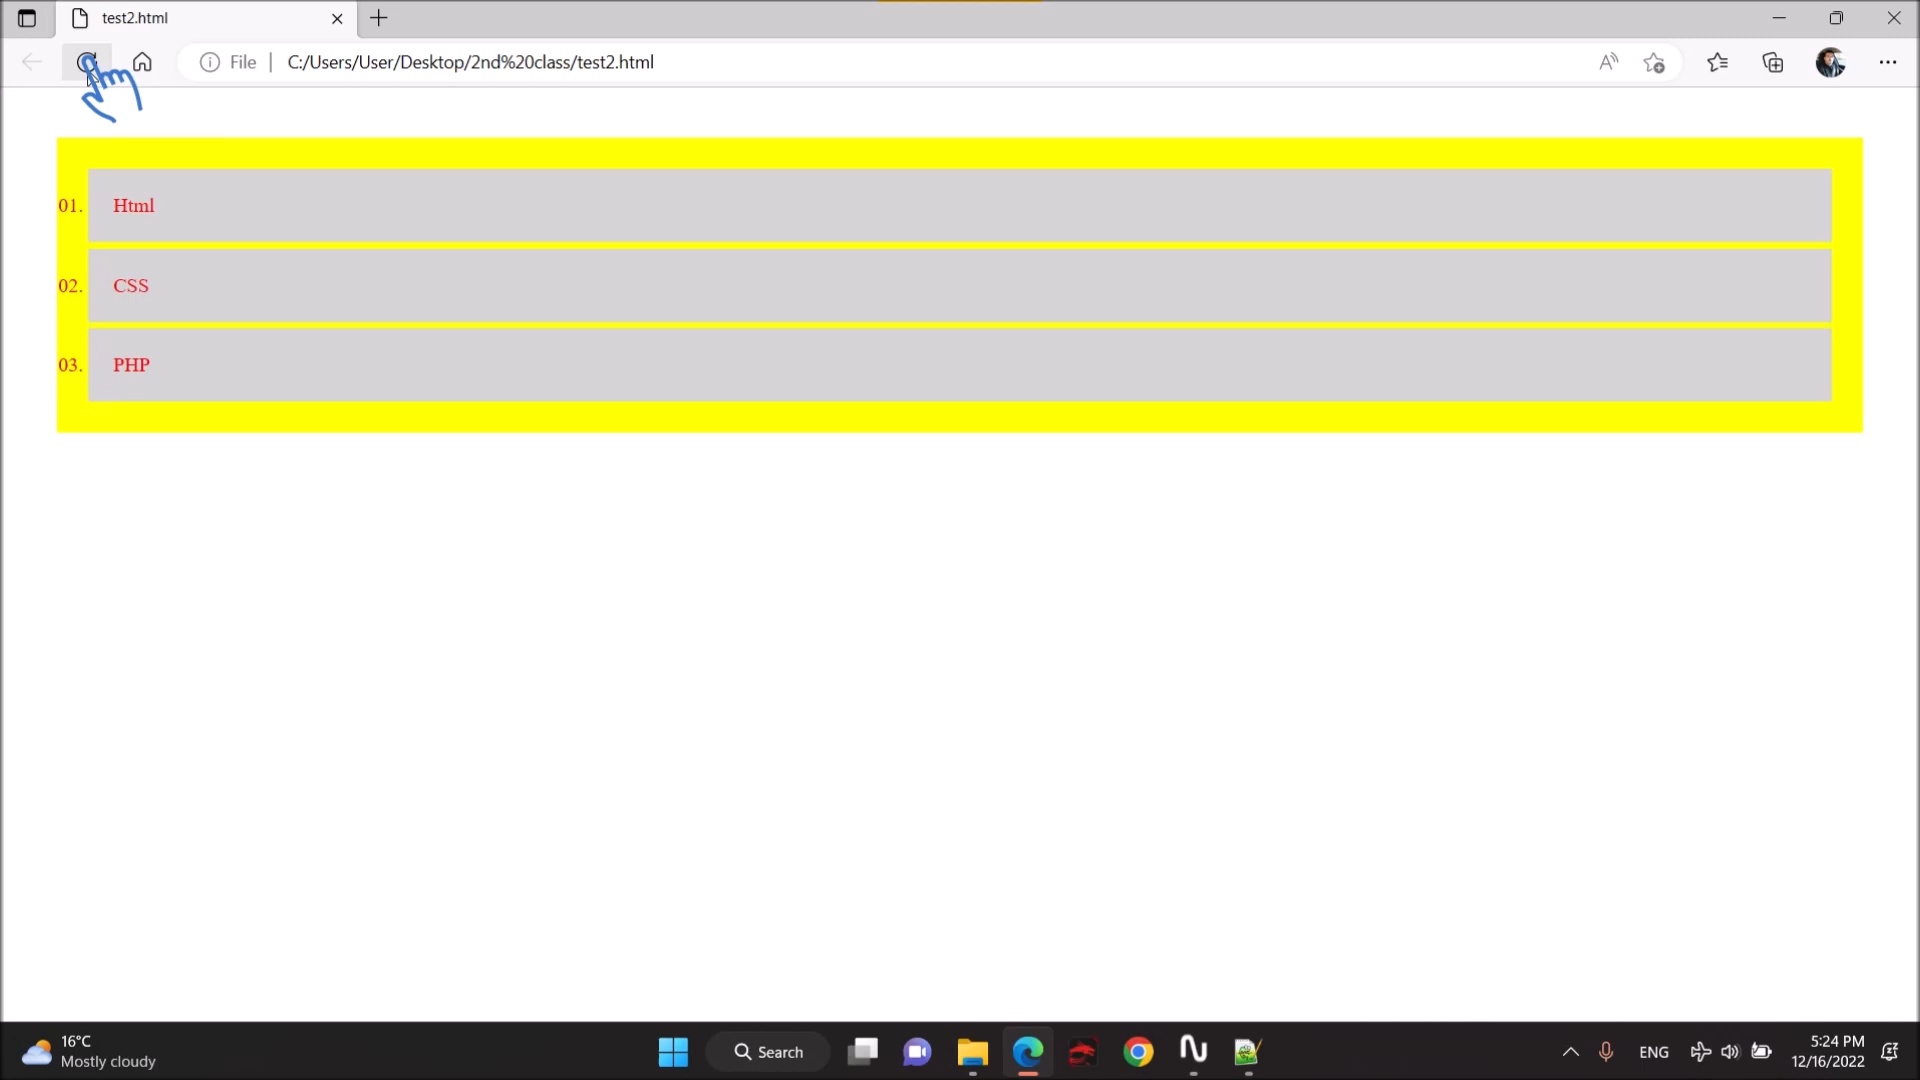 test2.html
File | C:/Users/User/Desktop/2nd%20class/test2.html
01. Html
02. CSS
03. PHP
16°C
Mostly cloudy
Search
ENG
5:24 PM
12/16/2022